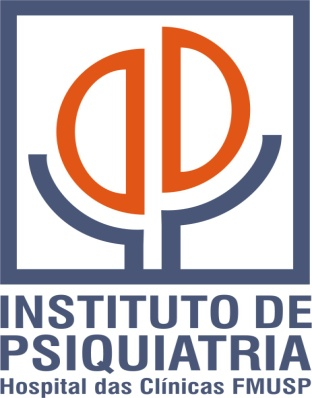 INSTITUTO DE
PSIQUIATRIA
Hospital das Clínicas FMUSP